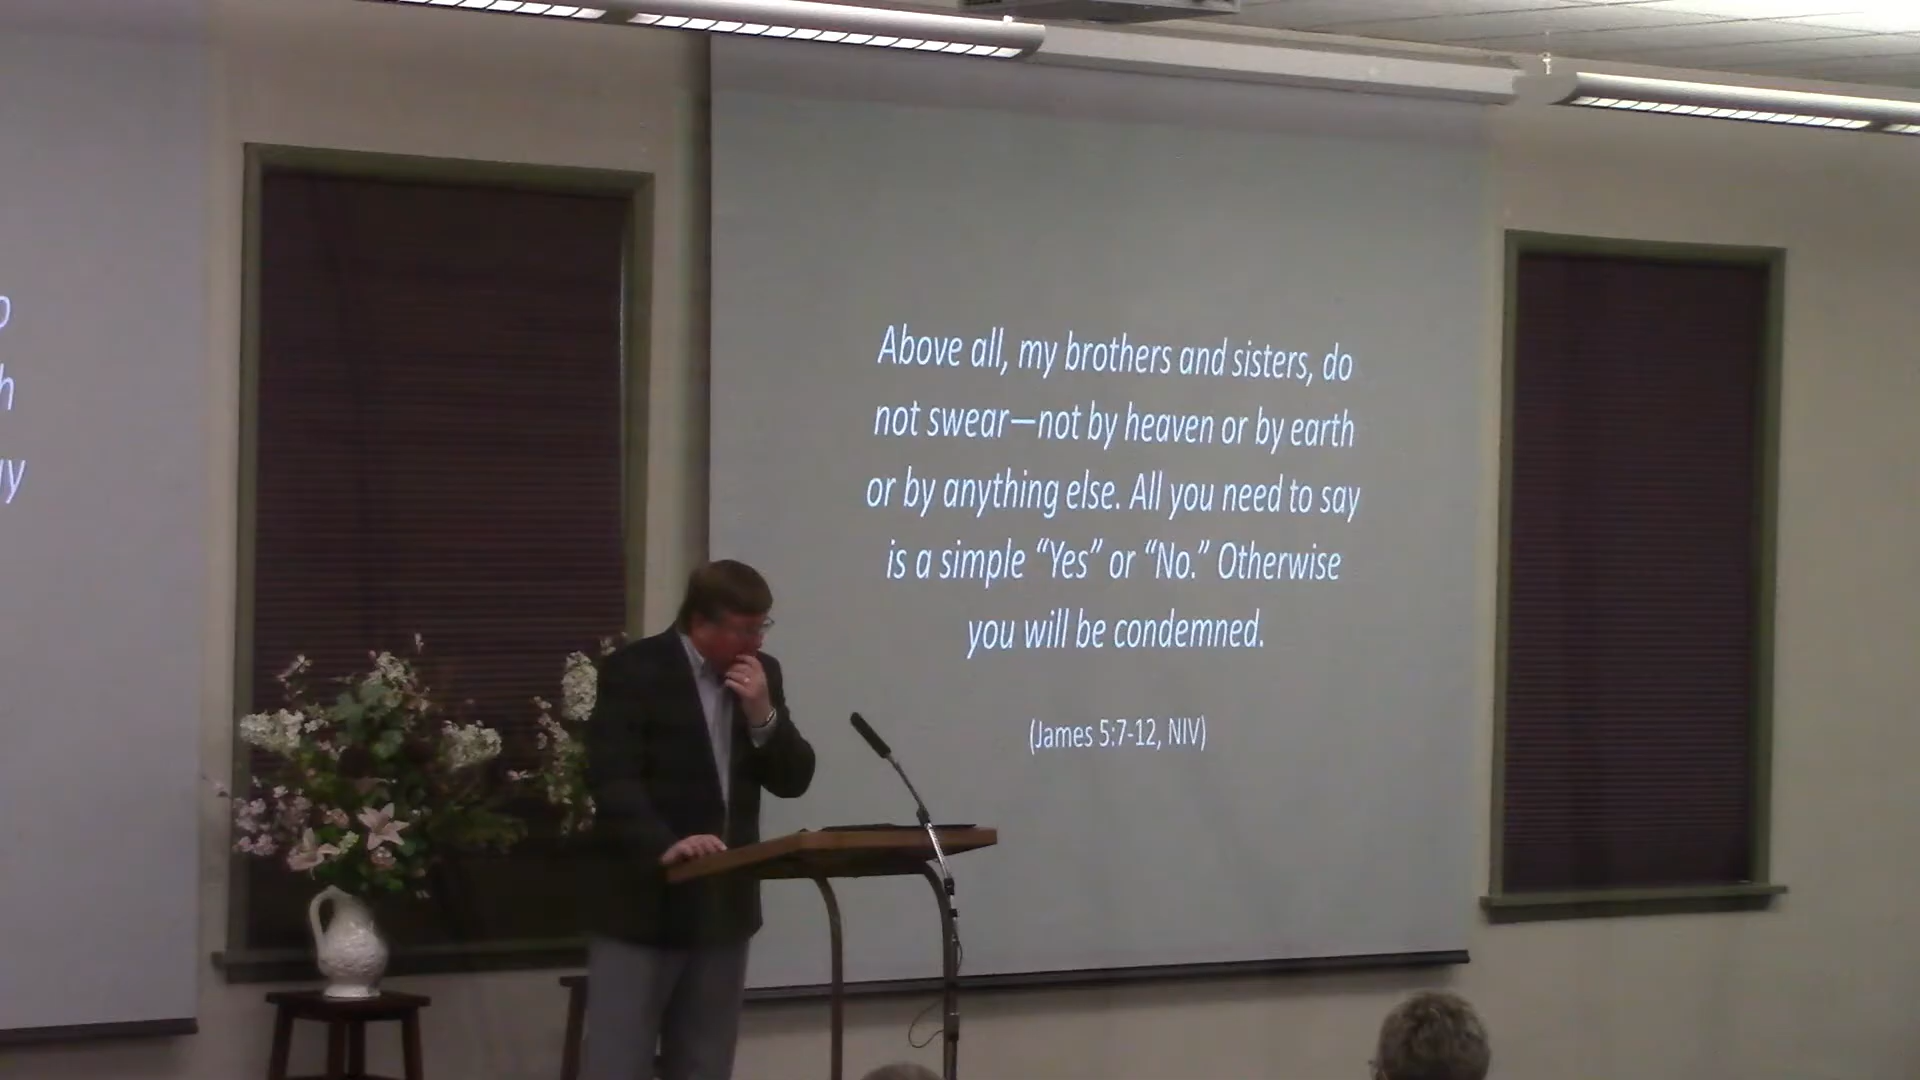 Above all, my brothers and sisters, do
not swear—not by heaven or by earth
or by anything else. All you need to say
is a simple “Yes” or “No.” Otherwise
you will be condemned.
(James 5:7-12, NIV)